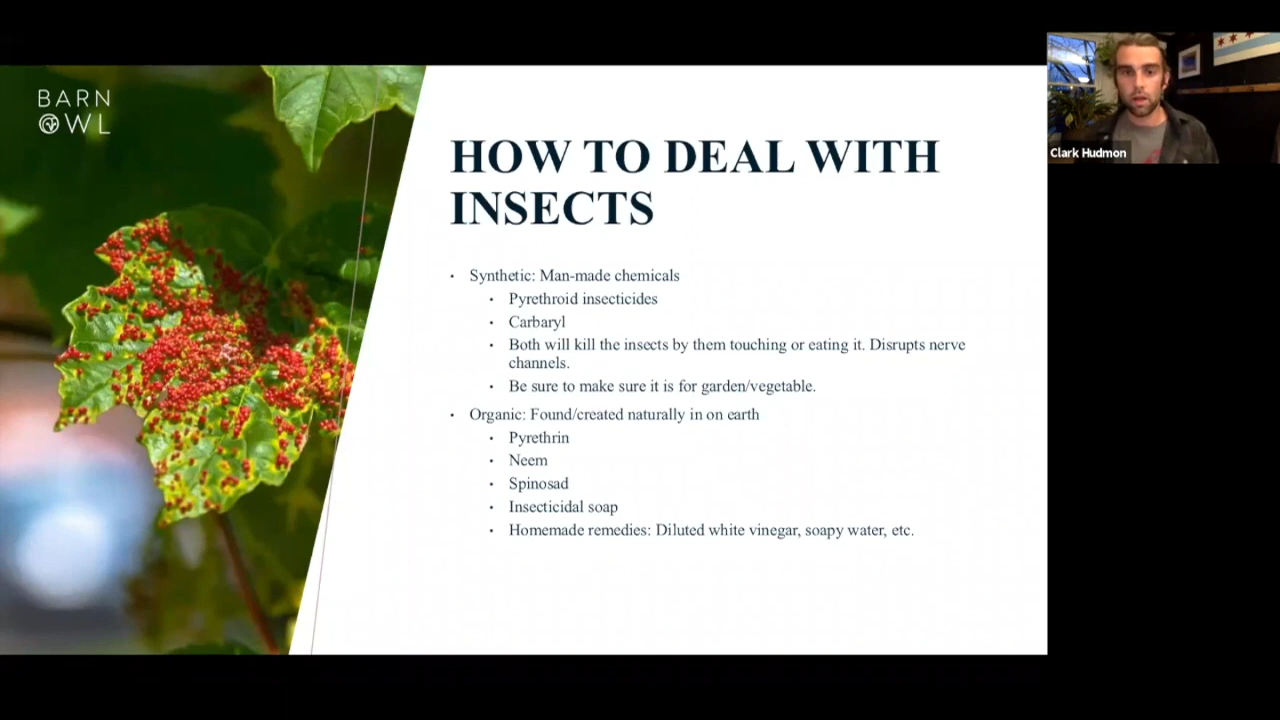 BARN
OWL
HOW TO DEAL WITH
INSECTS
• Synthetic: Man-made chemicals
• Pyrethroid insecticides
• Carbaryl
• Both will kill the insects by them touching or eating it. Disrupts nerve
channels.
• Be sure to make sure it is for garden/vegetable.
• Organic: Found/created naturally in on earth
• Pyrethrin
• Neem
• Spinosad
• Insecticidal soap
• Homemade remedies: Diluted white vinegar, soapy water, etc.
Clark Hudmon